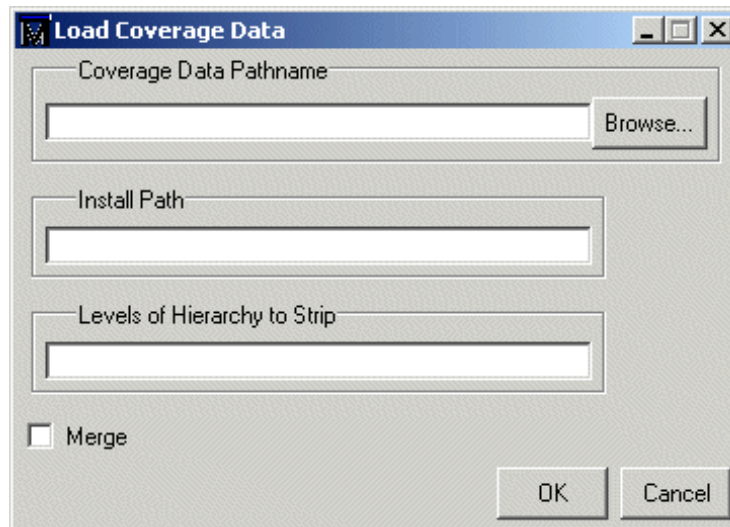 Load Coverage Data
Coverage Data Pathname
Browse...
Install Path
Levels of Hierarchy to Strip
Merge
OK Cancel